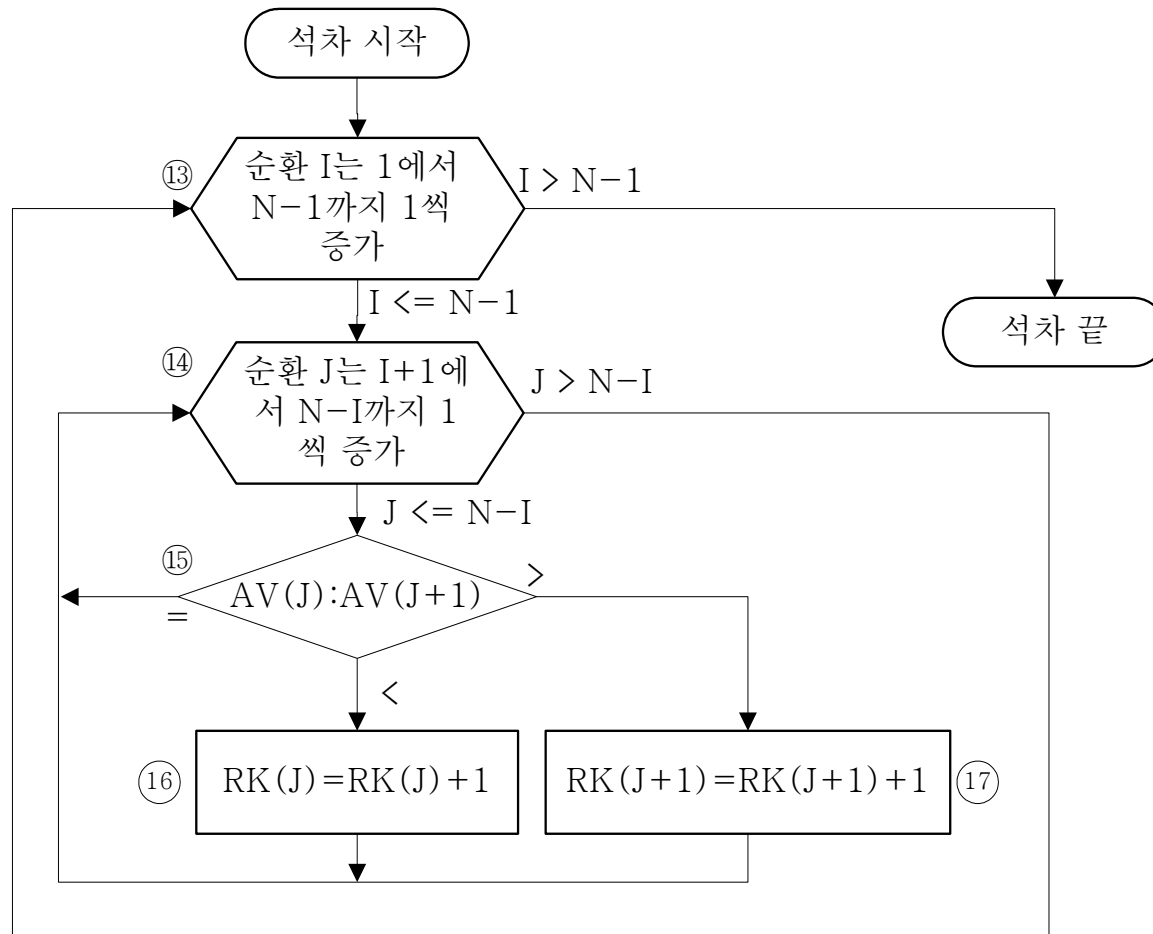 석차 시작
⑬
순환 I는 1에서
N-1까지 1씩
증가
I > N-1
I <= N-1
석차 끝
⑭
순환 J는 I+1에
서 N-I까지 1
씩 증가
J > N-I
J <= N-I
⑮
AV(J):AV(J+1)
>
=
<
⑯
RK(J)=RK(J)+1
RK(J+1)=RK(J+1)+1
⑰